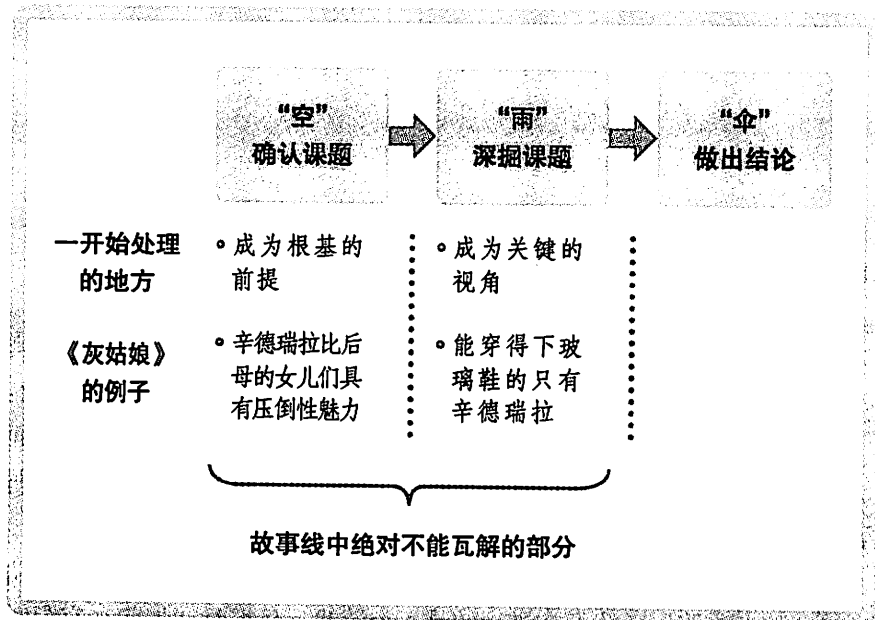 “空”
确认课题
“雨”
深掘课题
“伞”
做出结论
一开始处理
的地方
• 成为根基的
前提
• 成为关键的
视角
《灰姑娘》
的例子
• 辛德瑞拉比后
母的女儿们具
有压倒性魅力
• 能穿得下玻
璃鞋的只有
辛德瑞拉
故事线中绝对不能瓦解的部分